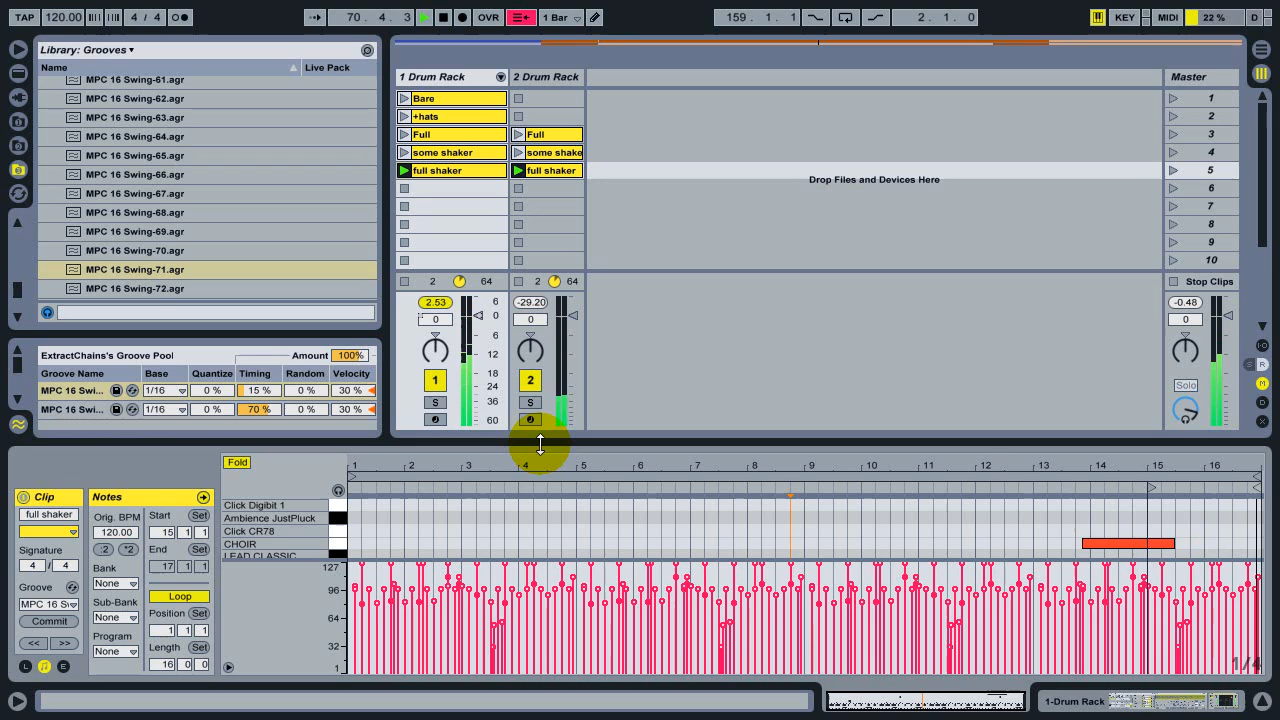 TAP 120.00 4 / 4 70. 4. 3 OVR 1 Bar 159. 1. 1 2. 1. 0 KEY MIDI 22 % D
Library: Grooves
Name Live Pack
MPC 16 Swing-61.agr
MPC 16 Swing-62.agr
MPC 16 Swing-63.agr
MPC 16 Swing-64.agr
MPC 16 Swing-65.agr
MPC 16 Swing-66.agr
MPC 16 Swing-67.agr
MPC 16 Swing-68.agr
MPC 16 Swing-69.agr
MPC 16 Swing-70.agr
MPC 16 Swing-71.agr
MPC 16 Swing-72.agr
ExtractChains's Groove Pool Amount 100%
Groove Name Base Quantize Timing Random Velocity
MPC 16 Swi... 1/16 0 % 15 % 0 % 30 %
MPC 16 Swi... 1/16 0 % 70 % 0 % 30 %
1 Drum Rack 2 Drum Rack Master
Bare 1
+hats 2
Full Full 3
some shaker some shake 4
full shaker full shaker 5
Drop Files and Devices Here
6
7
8
9
10
2 64 2 64 Stop Clips
2.53 6 -29.20 -0.48
0 0 0 0
6
12
1 18 2 Solo
24
S 36 S
60
R
M
D
X
Clip
full shaker
Signature
4 / 4
Groove
MPC 16 Sw
Commit
<< >>
L E
Notes
Orig. BPM
120.00
:2 *2
Bank
None
Sub-Bank
None
Program
None
Start Set
15 1 1
End Set
17 1 1
Loop
Position Set
1 1 1
Length
16 0 0
Fold 1 2 3 4 5 6 7 8 9 10 11 12 13 14 15 16
Click Digibit 1
Ambience JustPluck
Click CR78
CHOIR
LEAD CLASSIC
127
96
64
32
1 1/4
1-Drum Rack